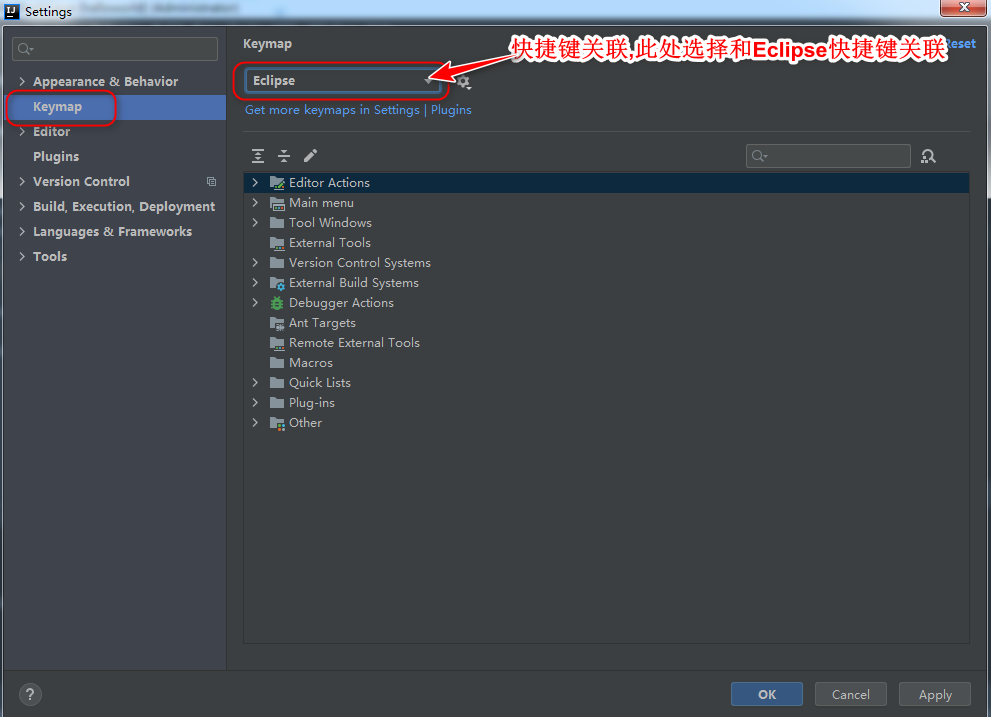 Settings
Appearance & Behavior
Keymap
Editor
Plugins
Version Control
Build, Execution, Deployment
Languages & Frameworks
Tools
Keymap
快捷键关联,此处选择和Eclipse快捷键关联
Reset
Eclipse
Get more keymaps in Settings | Plugins
Editor Actions
Main menu
Tool Windows
External Tools
Version Control Systems
External Build Systems
Debugger Actions
Ant Targets
Remote External Tools
Macros
Quick Lists
Plug-ins
Other
?
OK
Cancel
Apply